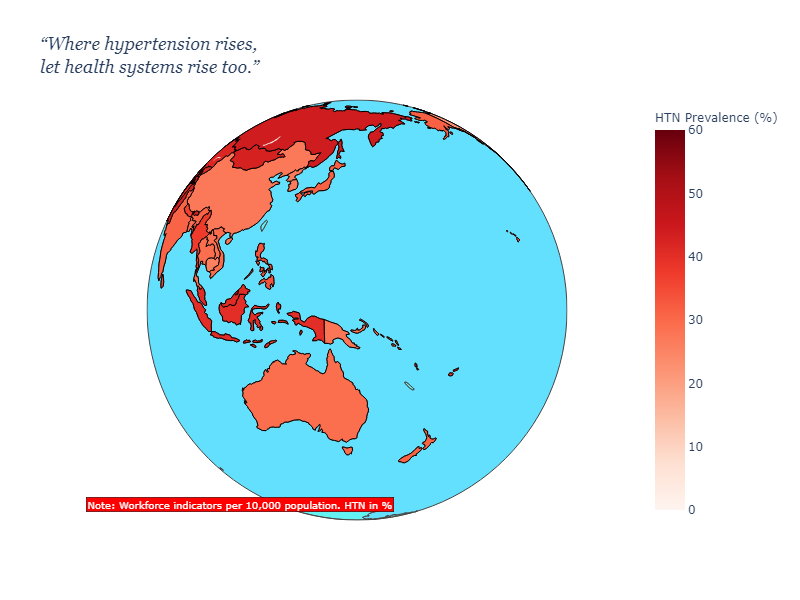 “Where hypertension rises,
let health systems rise too.”
HTN Prevalence (%)
60
50
40
30
20
10
0
Note: Workforce indicators per 10,000 population. HTN in %